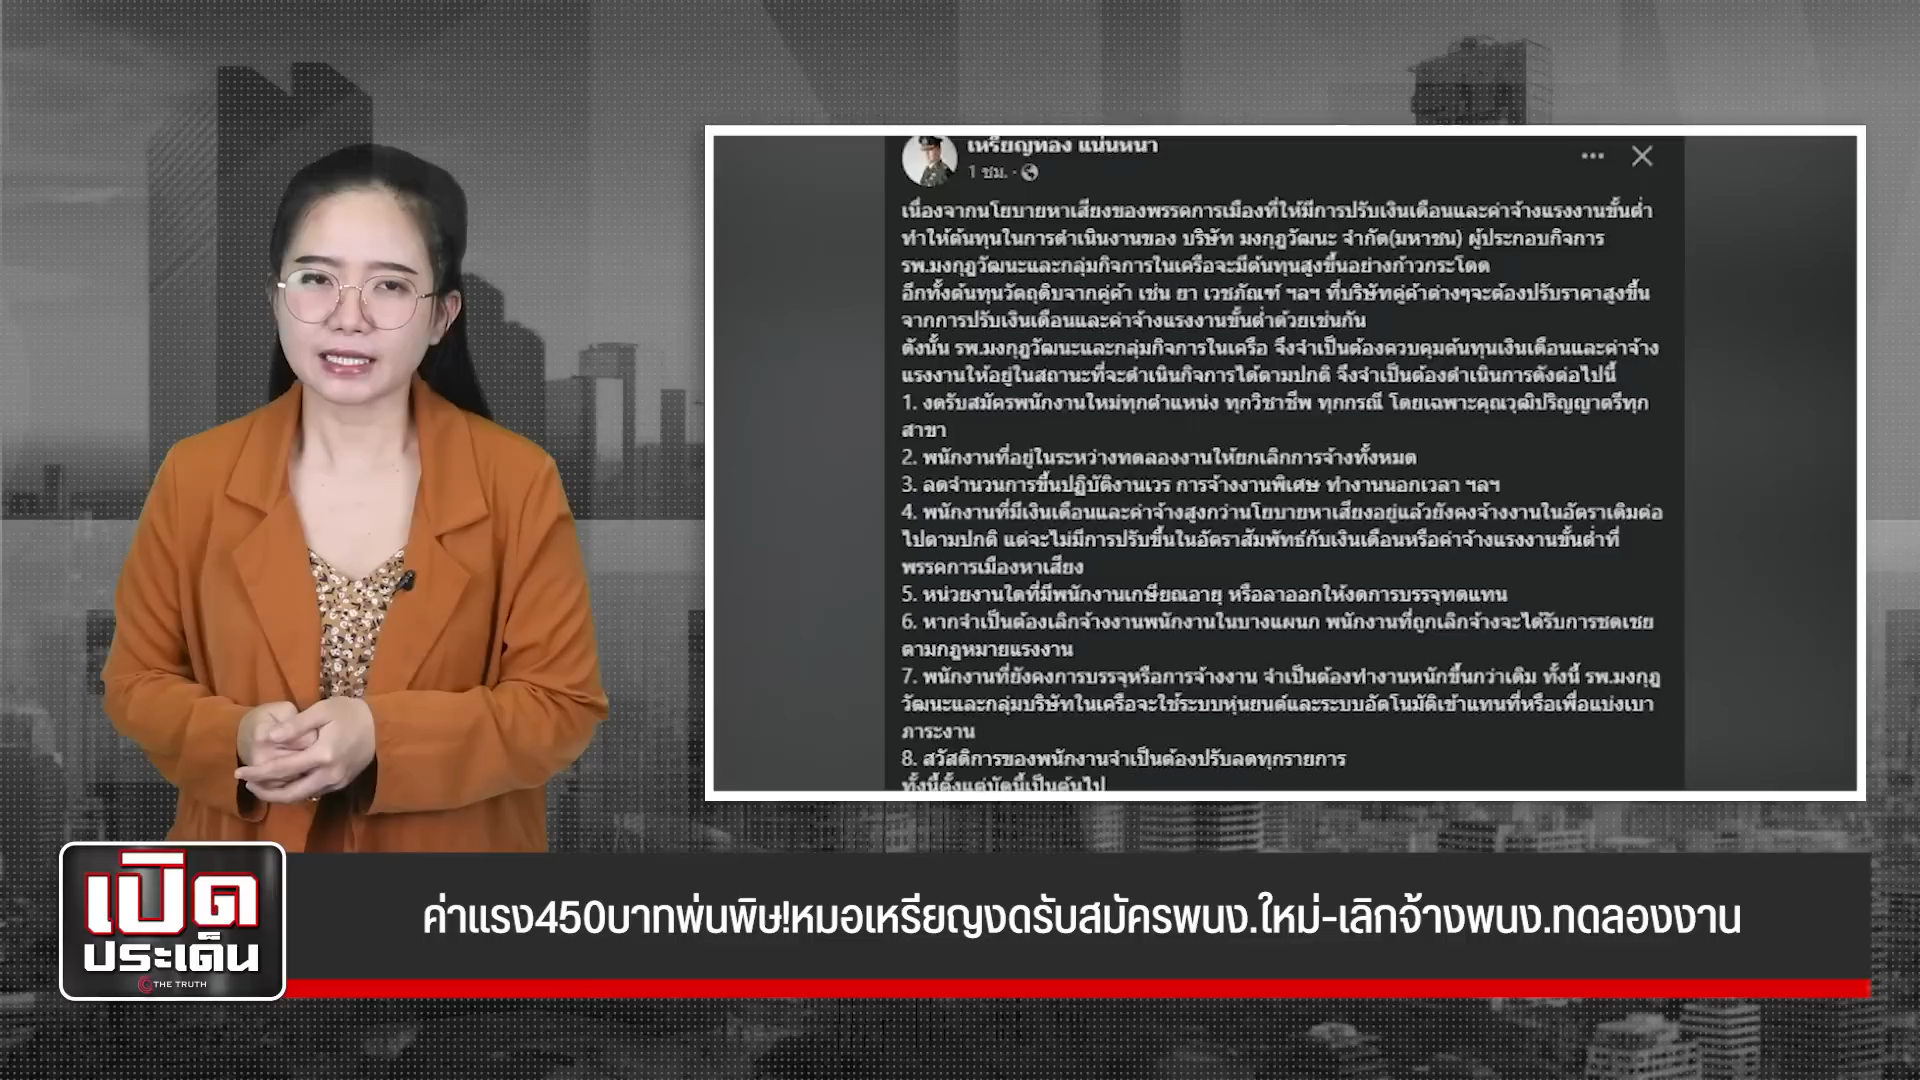 เหรียญทอง แน่นหนา
1 ชม.
เนื่องจากนโยบายหาเสียงของพรรคการเมืองที่ให้มีการปรับเงินเดือนและค่าจ้างแรงงานขั้นต่ำ
ทำให้ต้นทุนในการดำเนินงานของ บริษัท มงกุฎวัฒนะ จำกัด(มหาชน) ผู้ประกอบกิจการ
รพ.มงกุฎวัฒนะและกลุ่มกิจการในเครือจะมีต้นทุนสูงขึ้นอย่างก้าวกระโดด
อีกทั้งต้นทุนวัตถุดิบจากคู่ค้า เช่น ยา เวชภัณฑ์ ฯลฯ ที่บริษัทคู่ค้าต่างๆจะต้องปรับราคาสูงขึ้น
จากการปรับเงินเดือนและค่าจ้างแรงงานขั้นต่ำด้วยเช่นกัน
ดังนั้น รพ.มงกุฎวัฒนะและกลุ่มกิจการในเครือ จึงจำเป็นต้องควบคุมต้นทุนเงินเดือนและค่าจ้าง
แรงงานให้อยู่ในสถานะที่จะดำเนินกิจการได้ตามปกติ จึงจำเป็นต้องดำเนินการดังต่อไปนี้
1. งดรับสมัครพนักงานใหม่ทุกตำแหน่ง ทุกวิชาชีพ ทุกกรณี โดยเฉพาะคุณวุฒิปริญญาตรีทุก
สาขา
2. พนักงานที่อยู่ในระหว่างทดลองงานให้ยกเลิกการจ้างทั้งหมด
3. ลดจำนวนการขึ้นปฏิบัติงานเวร การจ้างงานพิเศษ ทำงานนอกเวลา ฯลฯ
4. พนักงานที่มีเงินเดือนและค่าจ้างสูงกว่านโยบายหาเสียงอยู่แล้วยังคงจ้างงานในอัตราเดิมต่อ
ไปตามปกติ แต่จะไม่มีการปรับขึ้นในอัตราสัมพัทธ์กับเงินเดือนหรือค่าจ้างแรงงานขั้นต่ำที่
พรรคการเมืองหาเสียง
5. หน่วยงานใดที่มีพนักงานเกษียณอายุ หรือลาออกให้งดการบรรจุทดแทน
6. หากจำเป็นต้องเลิกจ้างงานพนักงานในบางแผนก พนักงานที่ถูกเลิกจ้างจะได้รับการชดเชย
ตามกฎหมายแรงงาน
7. พนักงานที่ยังคงการบรรจุหรือการจ้างงาน จำเป็นต้องทำงานหนักขึ้นกว่าเดิม ทั้งนี้ รพ.มงกุฎ
วัฒนะและกลุ่มบริษัทในเครือจะใช้ระบบหุ่นยนต์และระบบอัตโนมัติเข้าแทนที่หรือเพื่อแบ่งเบา
ภาระงาน
8. สวัสดิการของพนักงานจำเป็นต้องปรับลดทุกรายการ
ทั้งนี้ตั้งแต่บัดนี้เป็นต้นไป
เปิด
ประเด็น
THE TRUTH
ค่าแรง450บาทพ่นพิษ!หมอเหรียญงดรับสมัครพนง.ใหม่-เลิกจ้างพนง.ทดลองงาน